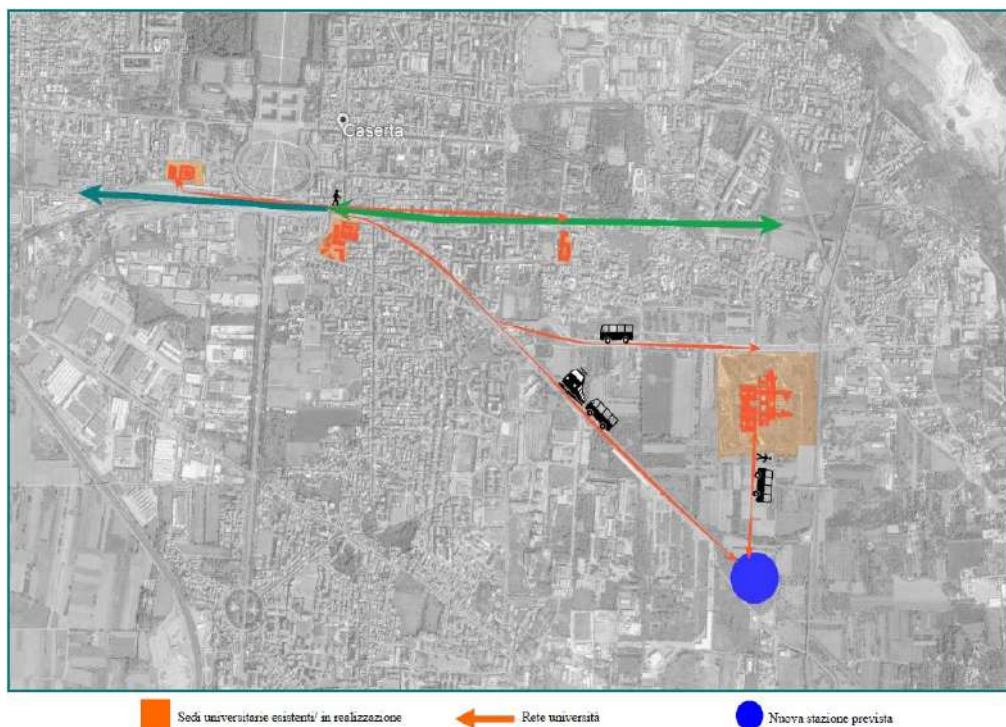 Caserta
Sedi universitarie esistenti/ in realizzazione
Rete università
Nuova stazione prevista